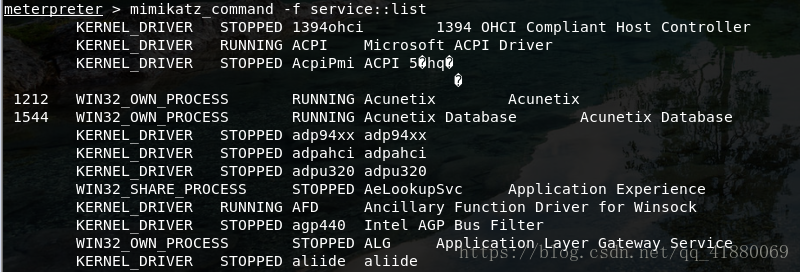 meterpreter > mimikatz_command -f service::list
KERNEL_DRIVER STOPPED 1394ohci 1394 OHCI Compliant Host Controller
KERNEL_DRIVER RUNNING ACPI Microsoft ACPI Driver
KERNEL_DRIVER STOPPED AcpiPmi ACPI 5�hq�
�
1212 WIN32_OWN_PROCESS RUNNING Acunetix Acunetix
1544 WIN32_OWN_PROCESS RUNNING Acunetix Database Acunetix Database
KERNEL_DRIVER STOPPED adp94xx adp94xx
KERNEL_DRIVER STOPPED adpahci adpahci
KERNEL_DRIVER STOPPED adpu320 adpu320
WIN32_SHARE_PROCESS STOPPED AeLookupSvc Application Experience
KERNEL_DRIVER RUNNING AFD Ancillary Function Driver for Winsock
KERNEL_DRIVER STOPPED agp440 Intel AGP Bus Filter
WIN32_OWN_PROCESS STOPPED ALG Application Layer Gateway Service
KERNEL_DRIVER STOPPED aliide aliide
https://blog.csdn.net/qq_41880069